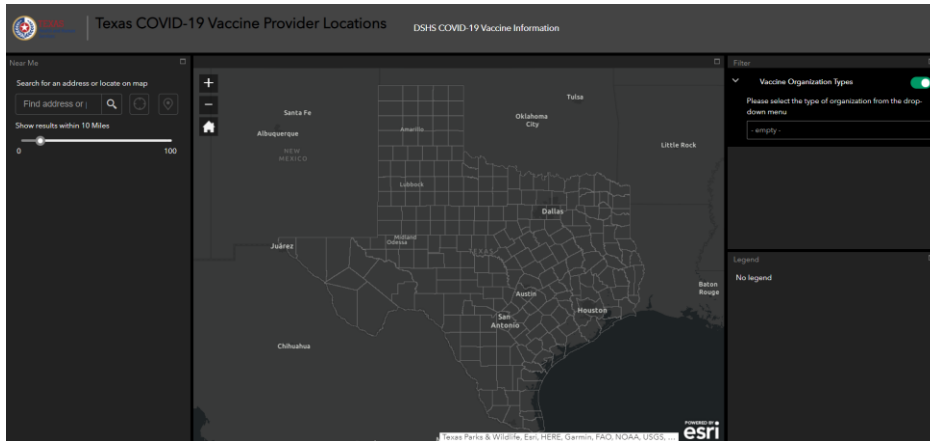 TEXAS
Texas COVID-19 Vaccine Provider Locations
DSHS COVID-19 Vaccine Information
Near Me
Search for an address or locate on map
Find address or
Show results within 10 Miles
0
100
+
−
Santa Fe
Albuquerque
NEW
MEXICO
Amarillo
Tulsa
Oklahoma
City
Little Rock
Lubbock
Dallas
Midland
Odessa
TEXAS
Juárez
Austin
San
Antonio
Houston
Baton
Rouge
Chihuahua
Texas Parks & Wildlife, Esri, HERE, Garmin, FAO, NOAA, USGS, ...
POWERED BY
esri
Filter
Vaccine Organization Types
Please select the type of organization from the drop-
down menu
- empty -
Legend
No legend